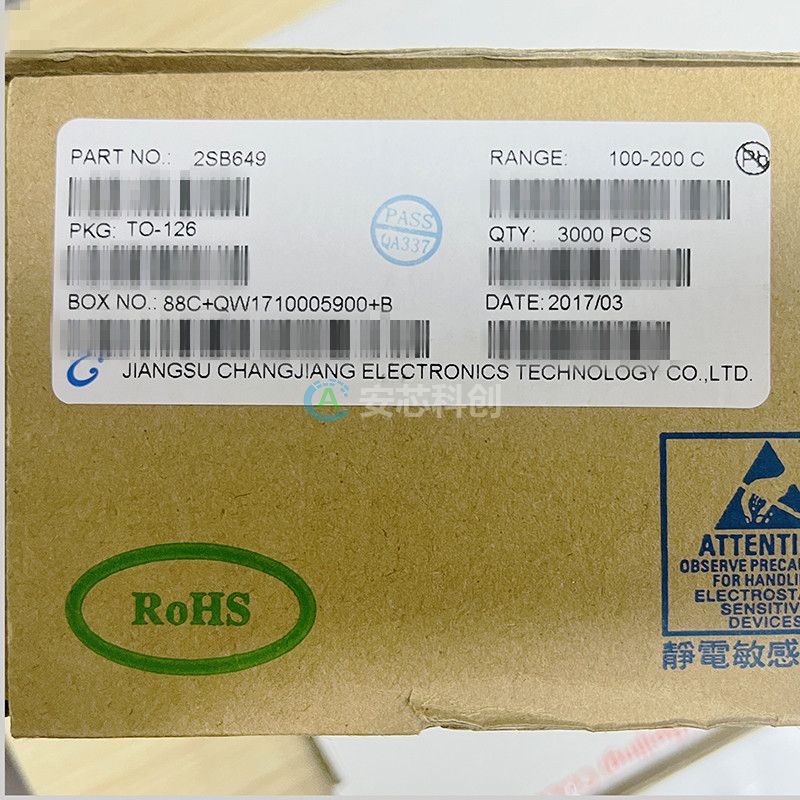 PART NO.: 2SB649
RANGE: 100-200 C
Pb
PKG: TO-126
PASS
QA337
QTY: 3000 PCS
BOX NO.: 88C+QW1710005900+B
DATE: 2017/03
JIANGSU CHANGJIANG ELECTRONICS TECHNOLOGY CO.,LTD.
安芯科创
RoHS
ATTENTI
OBSERVE PRECA
FOR HANDLI
ELECTROSTA
SENSITIV
DEVICES
靜電敏感